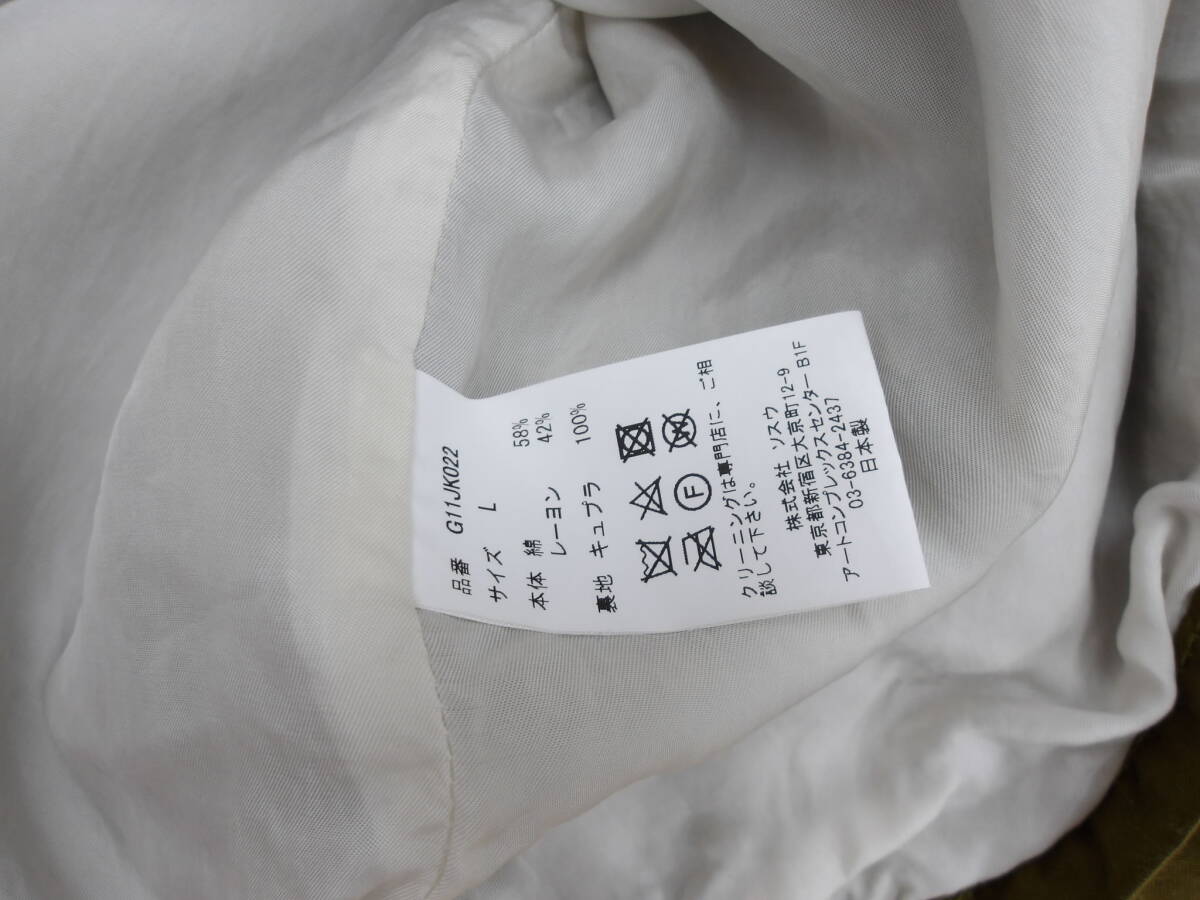 品番 G11JK022
サイズ L
本体 綿 58%
レーヨン 42%
裏地 キュプラ 100%
F W
クリーニングは専門店に、ご相
談して下さい。
株式会社 ソスウ
東京都新宿区大京町12-9
アートコンプレックスセンター B1F
03-6384-2437
日本製